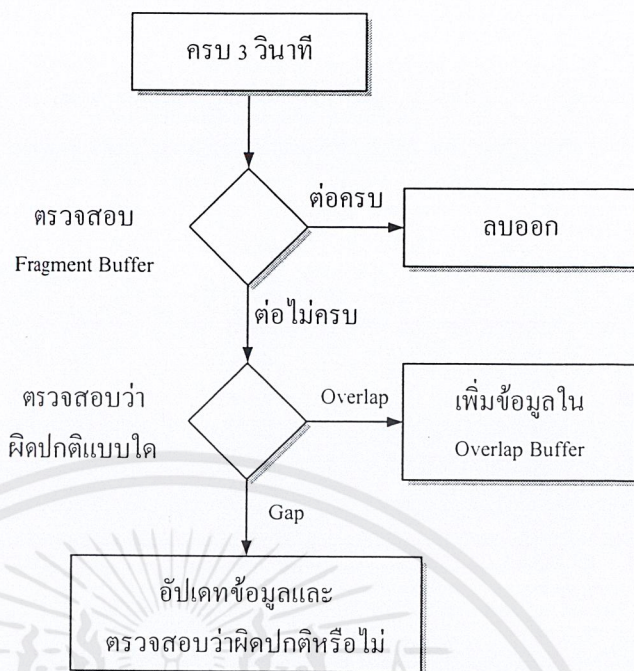 ครบ 3 วินาที
ต่อครบ
ตรวจสอบ
Fragment Buffer
ลบออก
ต่อไม่ครบ
ตรวจสอบว่า
ผิดปกติแบบใด
Overlap
เพิ่มข้อมูลใน
Overlap Buffer
Gap
อัปเดทข้อมูลและ
ตรวจสอบว่าผิดปกติหรือไม่